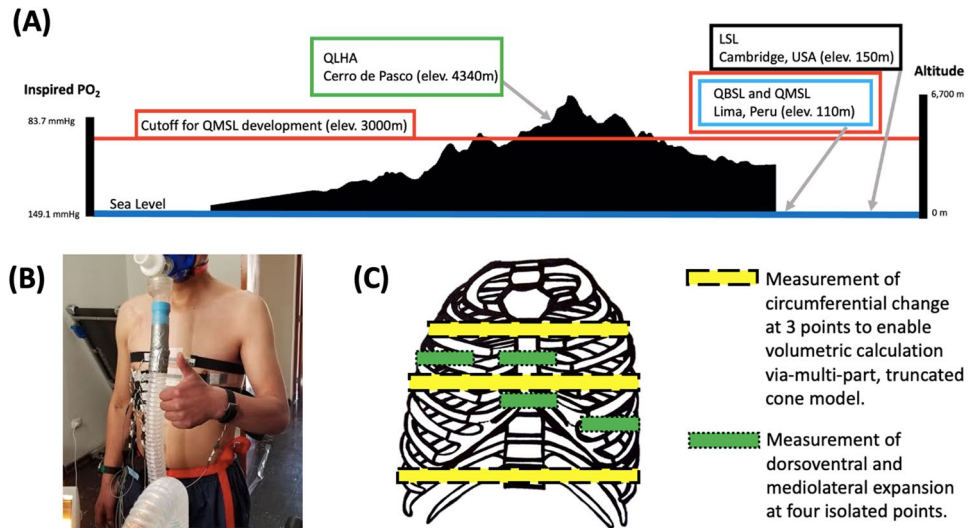 (A)
QLHA
Cerro de Pasco (elev. 4340m)
LSL
Cambridge, USA (elev. 150m)
Inspired PO2
Altitude
83.7 mmHg
6,700 m
QBSL and QMSL
Lima, Peru (elev. 110m)
Cutoff for QMSL development (elev. 3000m)
Sea Level
149.1 mmHg
0 m
(B)
(C)
Measurement of
circumferential change
at 3 points to enable
volumetric calculation
via-multi-part, truncated
cone model.
Measurement of
dorsoventral and
mediolateral expansion
at four isolated points.